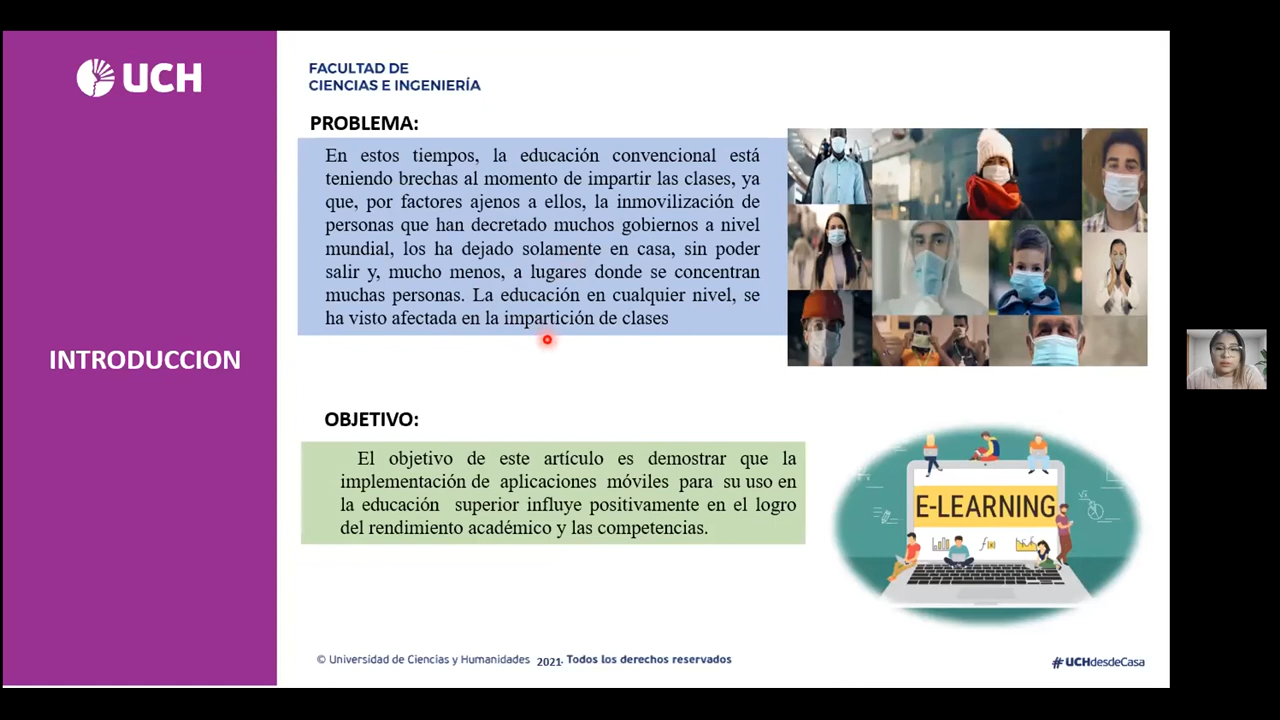 UCH
FACULTAD DE
CIENCIAS E INGENIERÍA
PROBLEMA:
En estos tiempos, la educación convencional está
teniendo brechas al momento de impartir las clases, ya
que, por factores ajenos a ellos, la inmovilización de
personas que han decretado muchos gobiernos a nivel
mundial, los ha dejado solamente en casa, sin poder
salir y, mucho menos, a lugares donde se concentran
muchas personas. La educación en cualquier nivel, se
ha visto afectada en la impartición de clases
INTRODUCCION
OBJETIVO:
El objetivo de este artículo es demostrar que la
implementación de aplicaciones móviles para su uso en
la educación superior influye positivamente en el logro
del rendimiento académico y las competencias.
E-LEARNING
f(x)
© Universidad de Ciencias y Humanidades 2021. Todos los derechos reservados
#UCHdesdeCasa